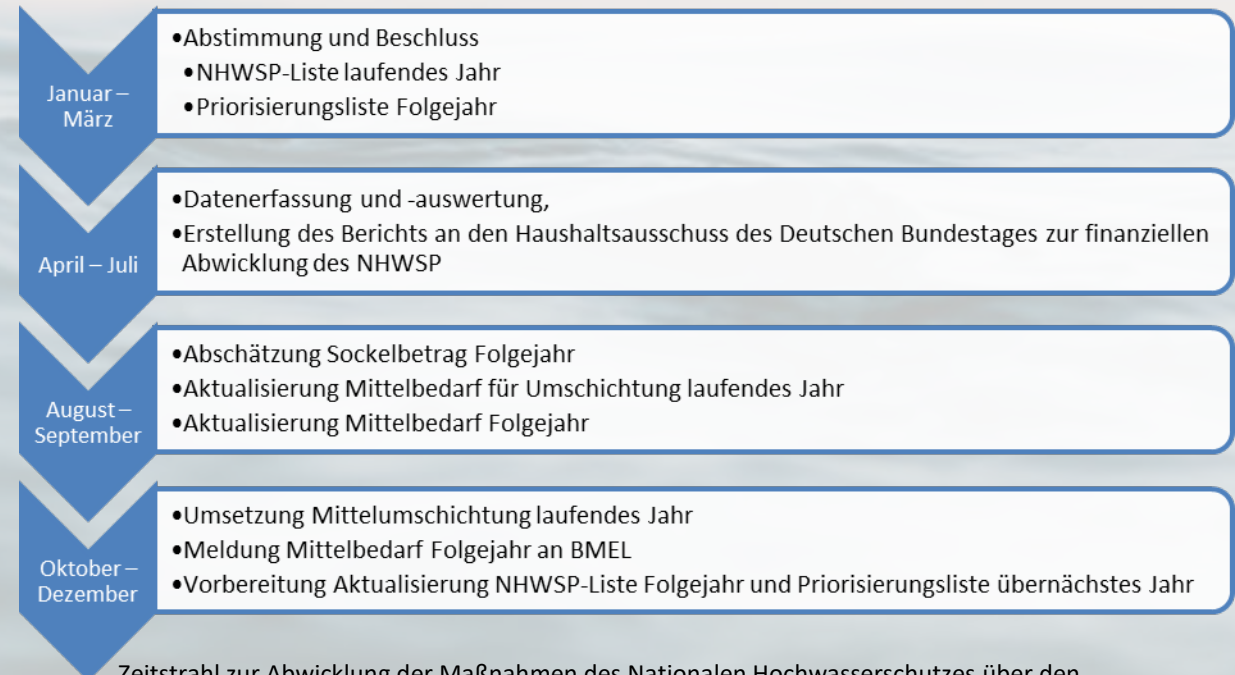 Januar –
März
•Abstimmung und Beschluss
•NHWSP-Liste laufendes Jahr
•Priorisierungsliste Folgejahr
April – Juli
•Datenerfassung und -auswertung,
•Erstellung des Berichts an den Haushaltsausschuss des Deutschen Bundestages zur finanziellen
Abwicklung des NHWSP
August –
September
•Abschätzung Sockelbetrag Folgejahr
•Aktualisierung Mittelbedarf für Umschichtung laufendes Jahr
•Aktualisierung Mittelbedarf Folgejahr
Oktober –
Dezember
•Umsetzung Mittelumschichtung laufendes Jahr
•Meldung Mittelbedarf Folgejahr an BMEL
•Vorbereitung Aktualisierung NHWSP-Liste Folgejahr und Priorisierungsliste übernächstes Jahr
Zeitstrahl zur Abwicklung der Maßnahmen des Nationalen Hochwasserschutzes über den